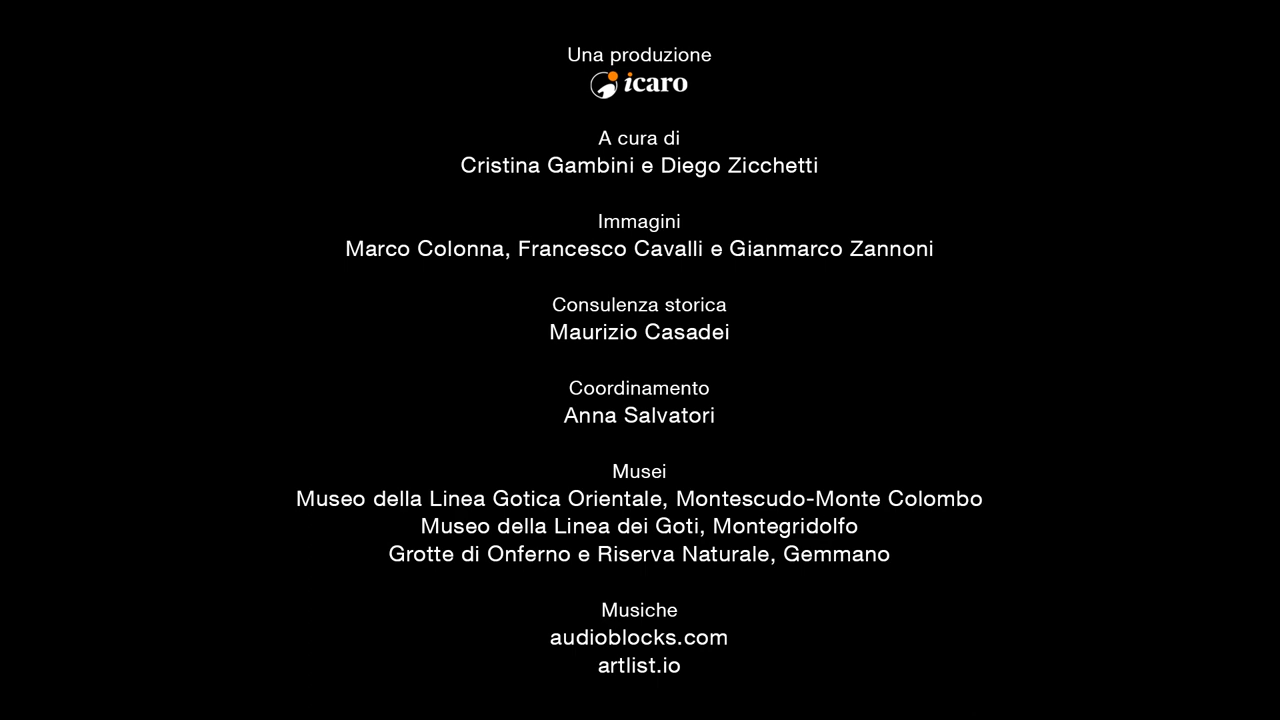 Una produzione
icaro
A cura di
Cristina Gambini e Diego Zicchetti
Immagini
Marco Colonna, Francesco Cavalli e Gianmarco Zannoni
Consulenza storica
Maurizio Casadei
Coordinamento
Anna Salvatori
Musei
Museo della Linea Gotica Orientale, Montescudo-Monte Colombo
Museo della Linea dei Goti, Montegridolfo
Grotte di Onferno e Riserva Naturale, Gemmano
Musiche
audioblocks.com
artlist.io